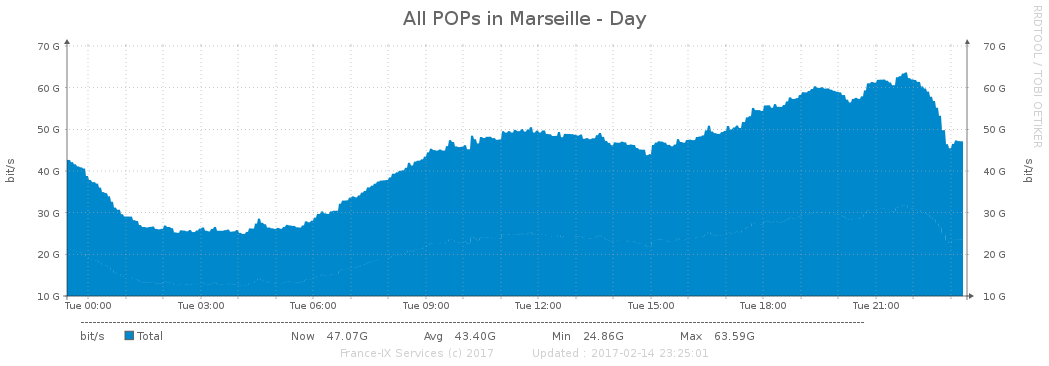 All POPs in Marseille - Day
RRDTOOL / TOBI OETIKER
70 G 70 G
60 G 60 G
50 G 50 G
40 G 40 G
30 G 30 G
20 G 20 G
10 G 10 G
bit/s bit/s
Tue 00:00 Tue 03:00 Tue 06:00 Tue 09:00 Tue 12:00 Tue 15:00 Tue 18:00 Tue 21:00
bit/s Total Now 47.07G Avg 43.40G Min 24.86G Max 63.59G
France-IX Services (c) 2017 Updated : 2017-02-14 23:25:01